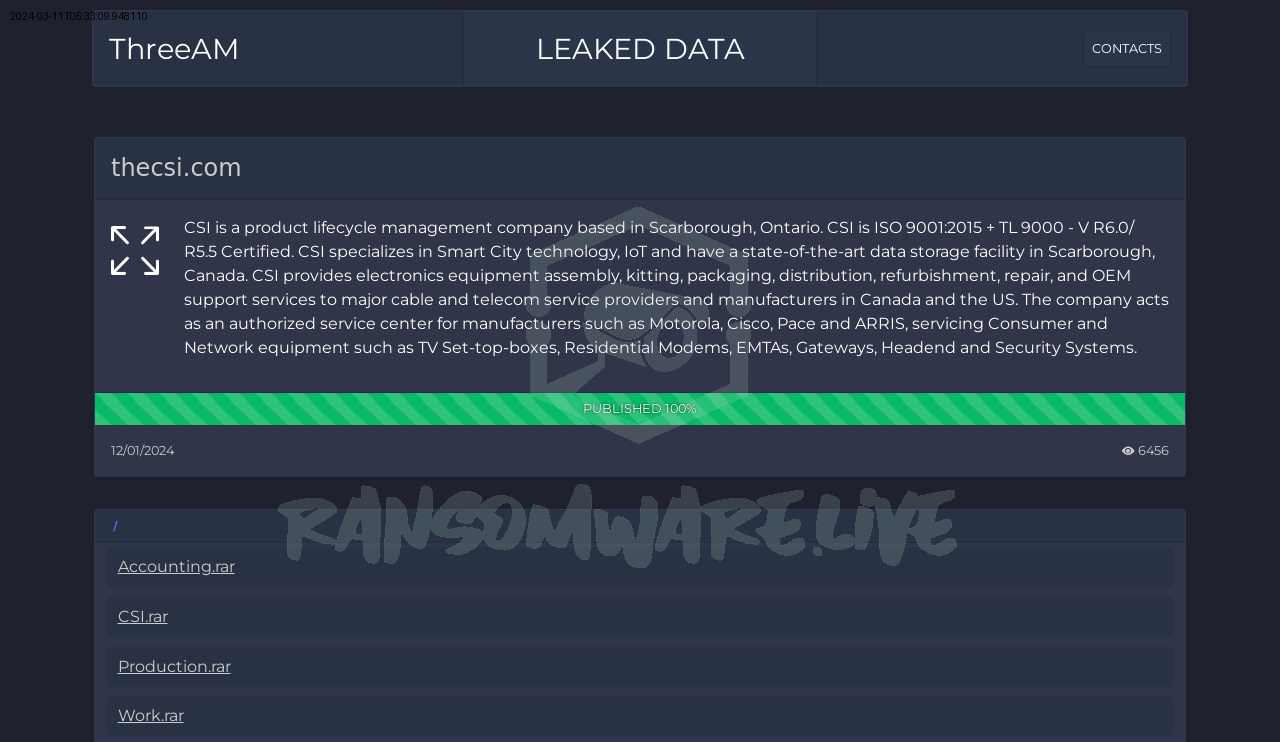 2024-03-11T05:33:09.948110
ThreeAM
LEAKED DATA
CONTACTS
thecsi.com
CSI is a product lifecycle management company based in Scarborough, Ontario. CSI is ISO 9001:2015 + TL 9000 - V R6.0/
R5.5 Certified. CSI specializes in Smart City technology, IoT and have a state-of-the-art data storage facility in Scarborough,
Canada. CSI provides electronics equipment assembly, kitting, packaging, distribution, refurbishment, repair, and OEM
support services to major cable and telecom service providers and manufacturers in Canada and the US. The company acts
as an authorized service center for manufacturers such as Motorola, Cisco, Pace and ARRIS, servicing Consumer and
Network equipment such as TV Set-top-boxes, Residential Modems, EMTAs, Gateways, Headend and Security Systems.
PUBLISHED 100%
12/01/2024
6456
RANSOMWARE.LIVE
/
Accounting.rar
CSI.rar
Production.rar
Work.rar